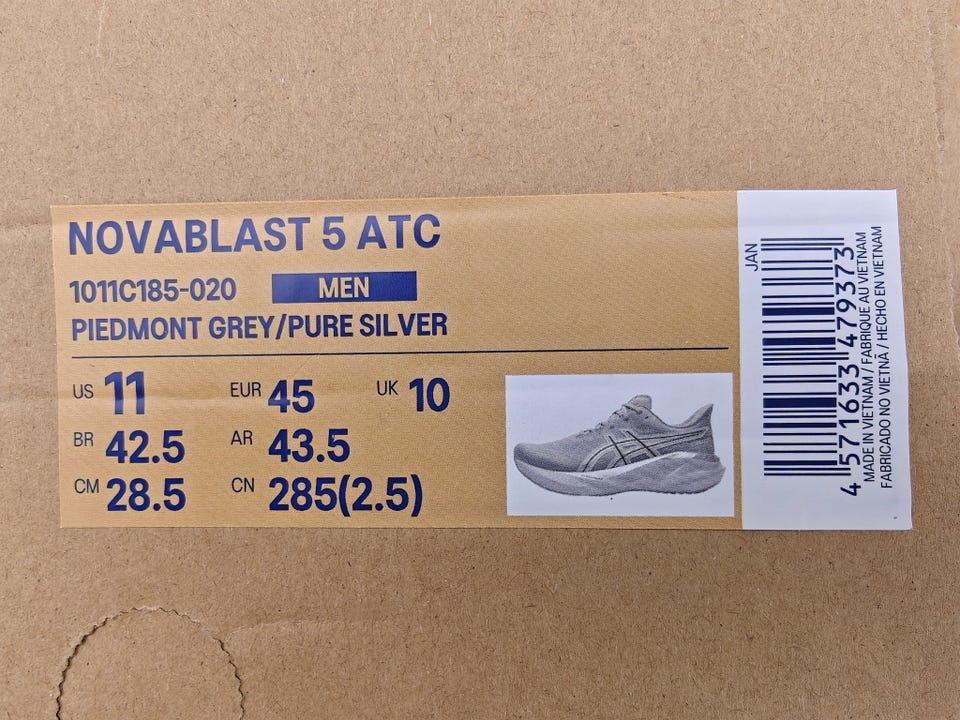 NOVABLAST 5 ATC
1011C185-020 MEN
PIEDMONT GREY/PURE SILVER
US 11 EUR 45 UK 10
BR 42.5 AR 43.5
CM 28.5 CN 285(2.5)
JAN
4 571633 479373
MADE IN VIETNAM / FABRIQUE AU VIETNAM
FABRICADO NO VIETNÃ / HECHO EN VIETNAM